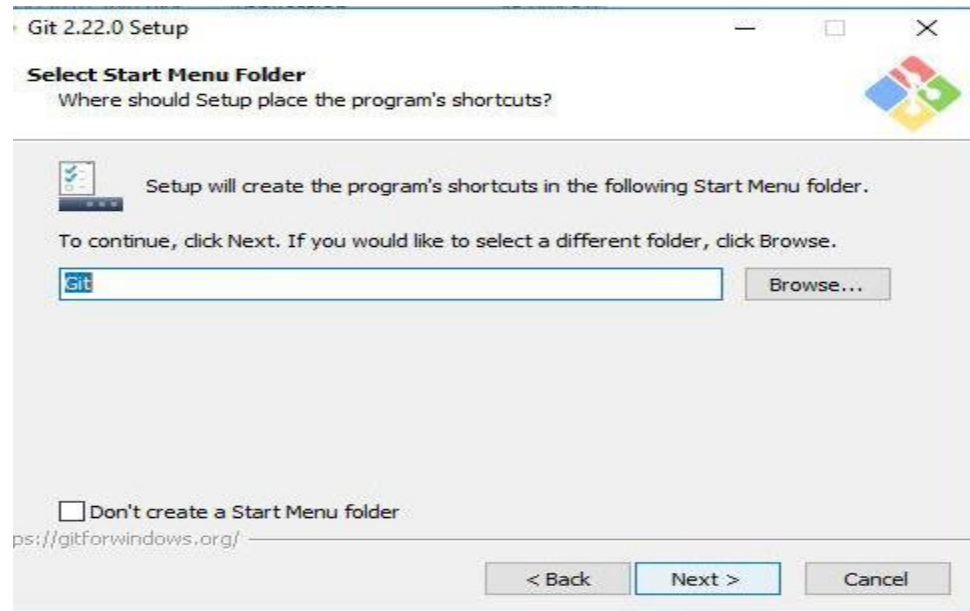 Git 2.22.0 Setup
Select Start Menu Folder
Where should Setup place the program's shortcuts?
Setup will create the program's shortcuts in the following Start Menu folder.
To continue, click Next. If you would like to select a different folder, click Browse.
Git
Browse...
Don't create a Start Menu folder
ps://gitforwindows.org/
< Back
Next >
Cancel